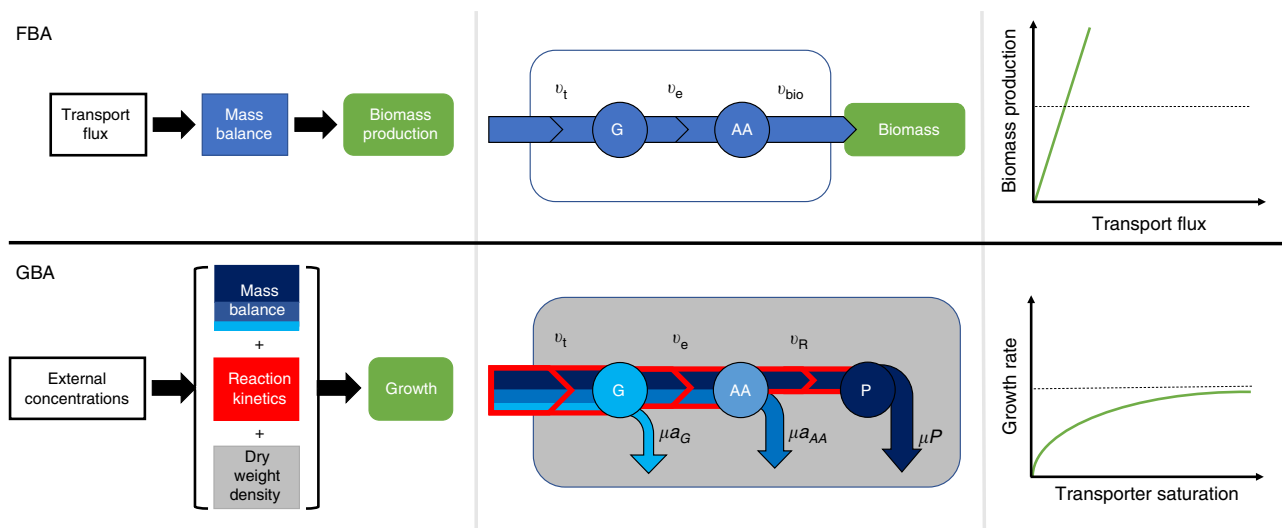 FBA
Transport
flux
Mass
balance
Biomass
production
υt
υe
υbio
G
AA
Biomass
Biomass production
Transport flux
GBA
External
concentrations
Mass
balance
+
Reaction
kinetics
+
Dry
weight
density
Growth
υt
υe
υR
G
AA
P
μaG
μaAA
μP
Growth rate
Transporter saturation